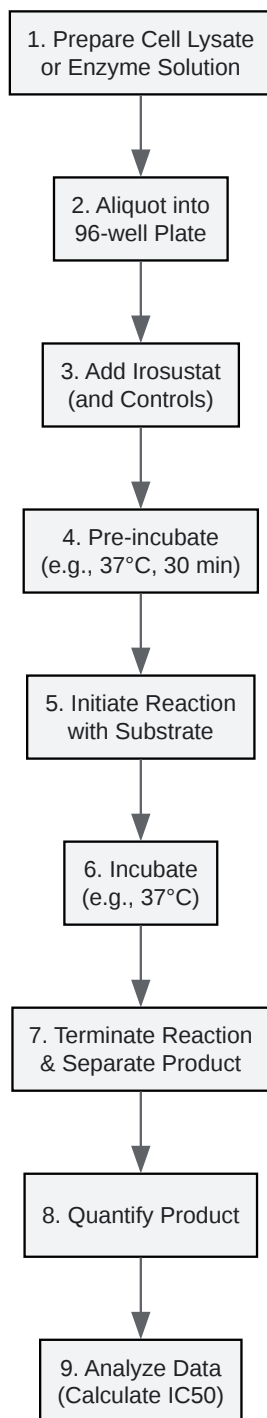 1. Prepare Cell Lysate
or Enzyme Solution
2. Aliquot into
96-well Plate
3. Add Irosustat
(and Controls)
4. Pre-incubate
(e.g., 37°C, 30 min)
5. Initiate Reaction
with Substrate
6. Incubate
(e.g., 37°C)
7. Terminate Reaction
& Separate Product
8. Quantify Product
9. Analyze Data
(Calculate IC50)